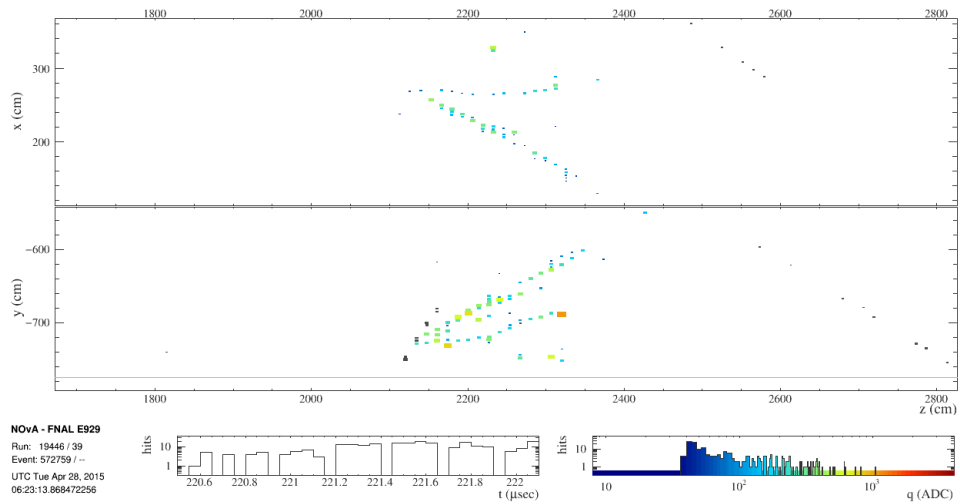 1800 2000 2200 2400 2600 2800
x (cm)
300
200
y (cm)
−600
−700
1800 2000 2200 2400 2600 2800
z (cm)
NOvA - FNAL E929
Run: 19446 / 39
Event: 572759 / --
UTC Tue Apr 28, 2015
06:23:13.868472256
hits
10
1
220.6 220.8 221 221.2 221.4 221.6 221.8 222
t (μsec)
hits
10
1
10 10² 10³
q (ADC)